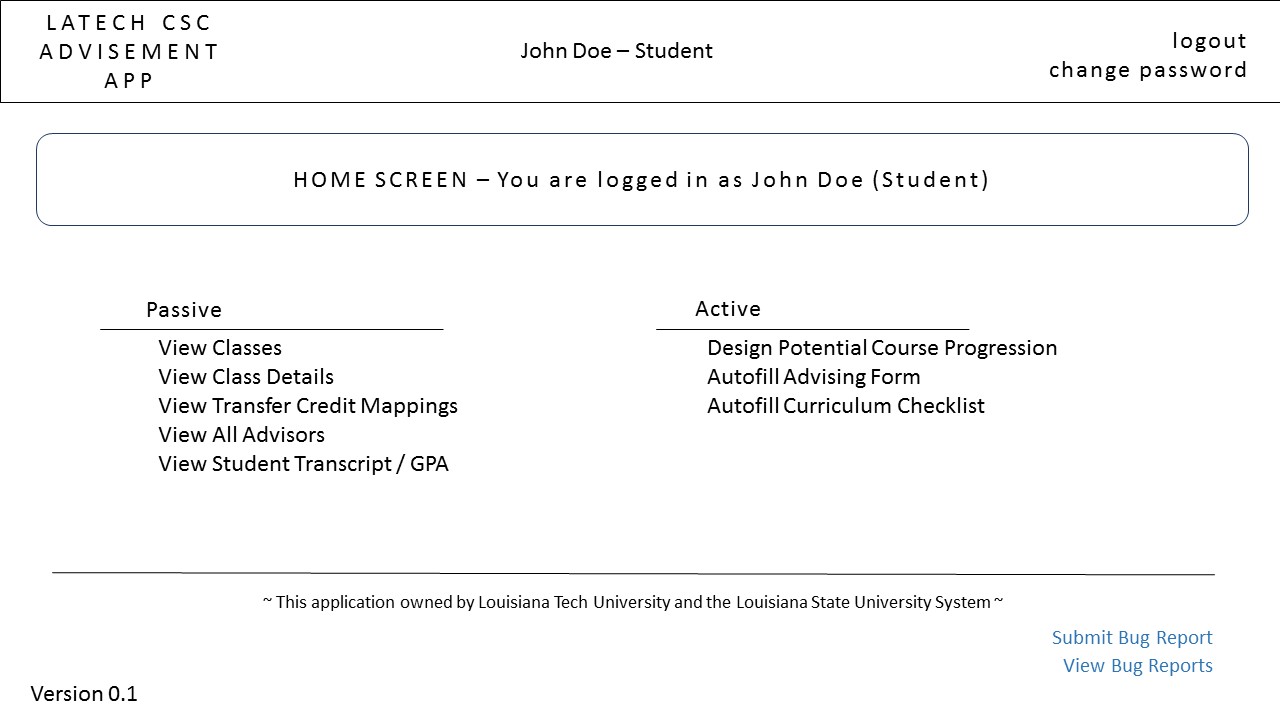 LATECH CSC
ADVISEMENT
APP
John Doe – Student
logout
change password
HOME SCREEN – You are logged in as John Doe (Student)
Passive
View Classes
View Class Details
View Transfer Credit Mappings
View All Advisors
View Student Transcript / GPA
Active
Design Potential Course Progression
Autofill Advising Form
Autofill Curriculum Checklist
~ This application owned by Louisiana Tech University and the Louisiana State University System ~
Submit Bug Report
View Bug Reports
Version 0.1